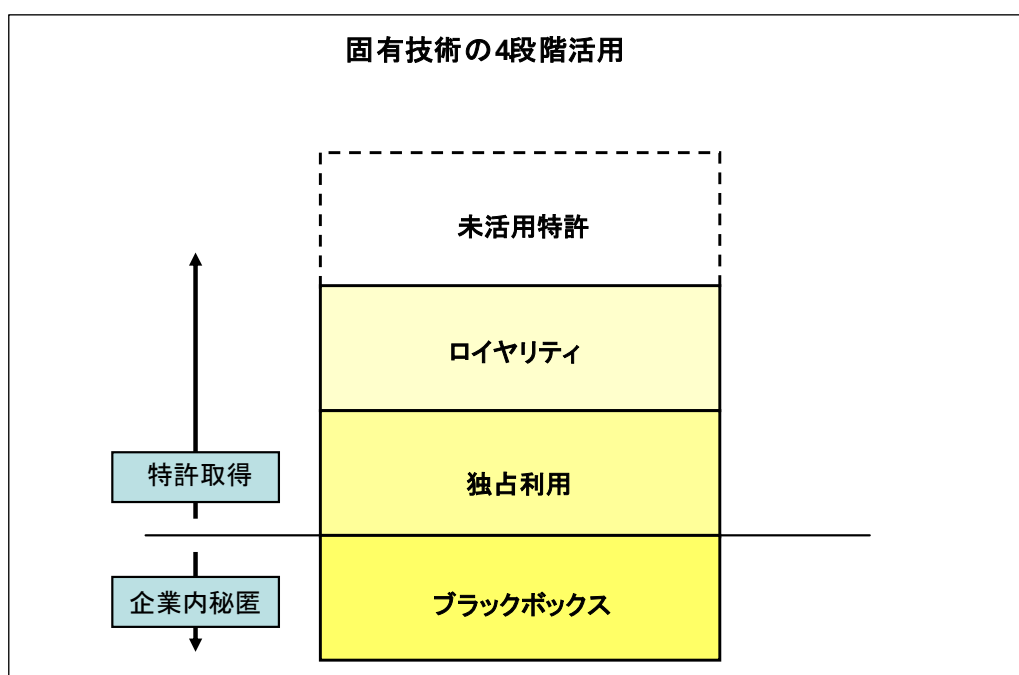 固有技術の4段階活用
未活用特許
ロイヤリティ
特許取得
独占利用
企業内秘匿
ブラックボックス